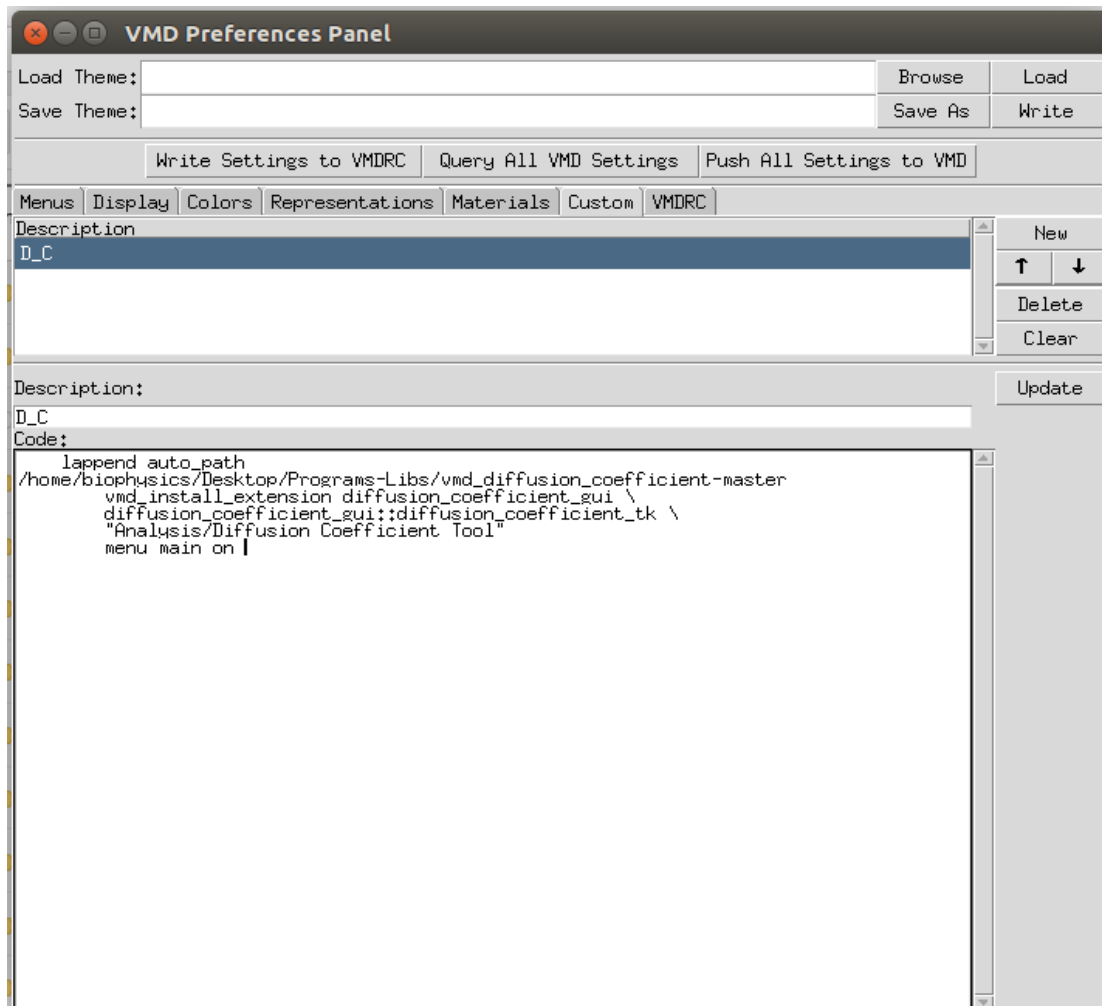 VMD Preferences Panel
Load Theme: Browse Load
Save Theme: Save As Write
Write Settings to VMDRC Query All VMD Settings Push All Settings to VMD
Menus Display Colors Representations Materials Custom VMDRC
Description
D_C
New
↑ ↓
Delete
Clear
Description: Update
D_C
Code:
lappend auto_path
/home/biophysics/Desktop/Programs-Libs/vmd_diffusion_coefficient-master
vmd_install_extension diffusion_coefficient_gui \
diffusion_coefficient_gui::diffusion_coefficient_tk \
"Analysis/Diffusion Coefficient Tool"
menu main on